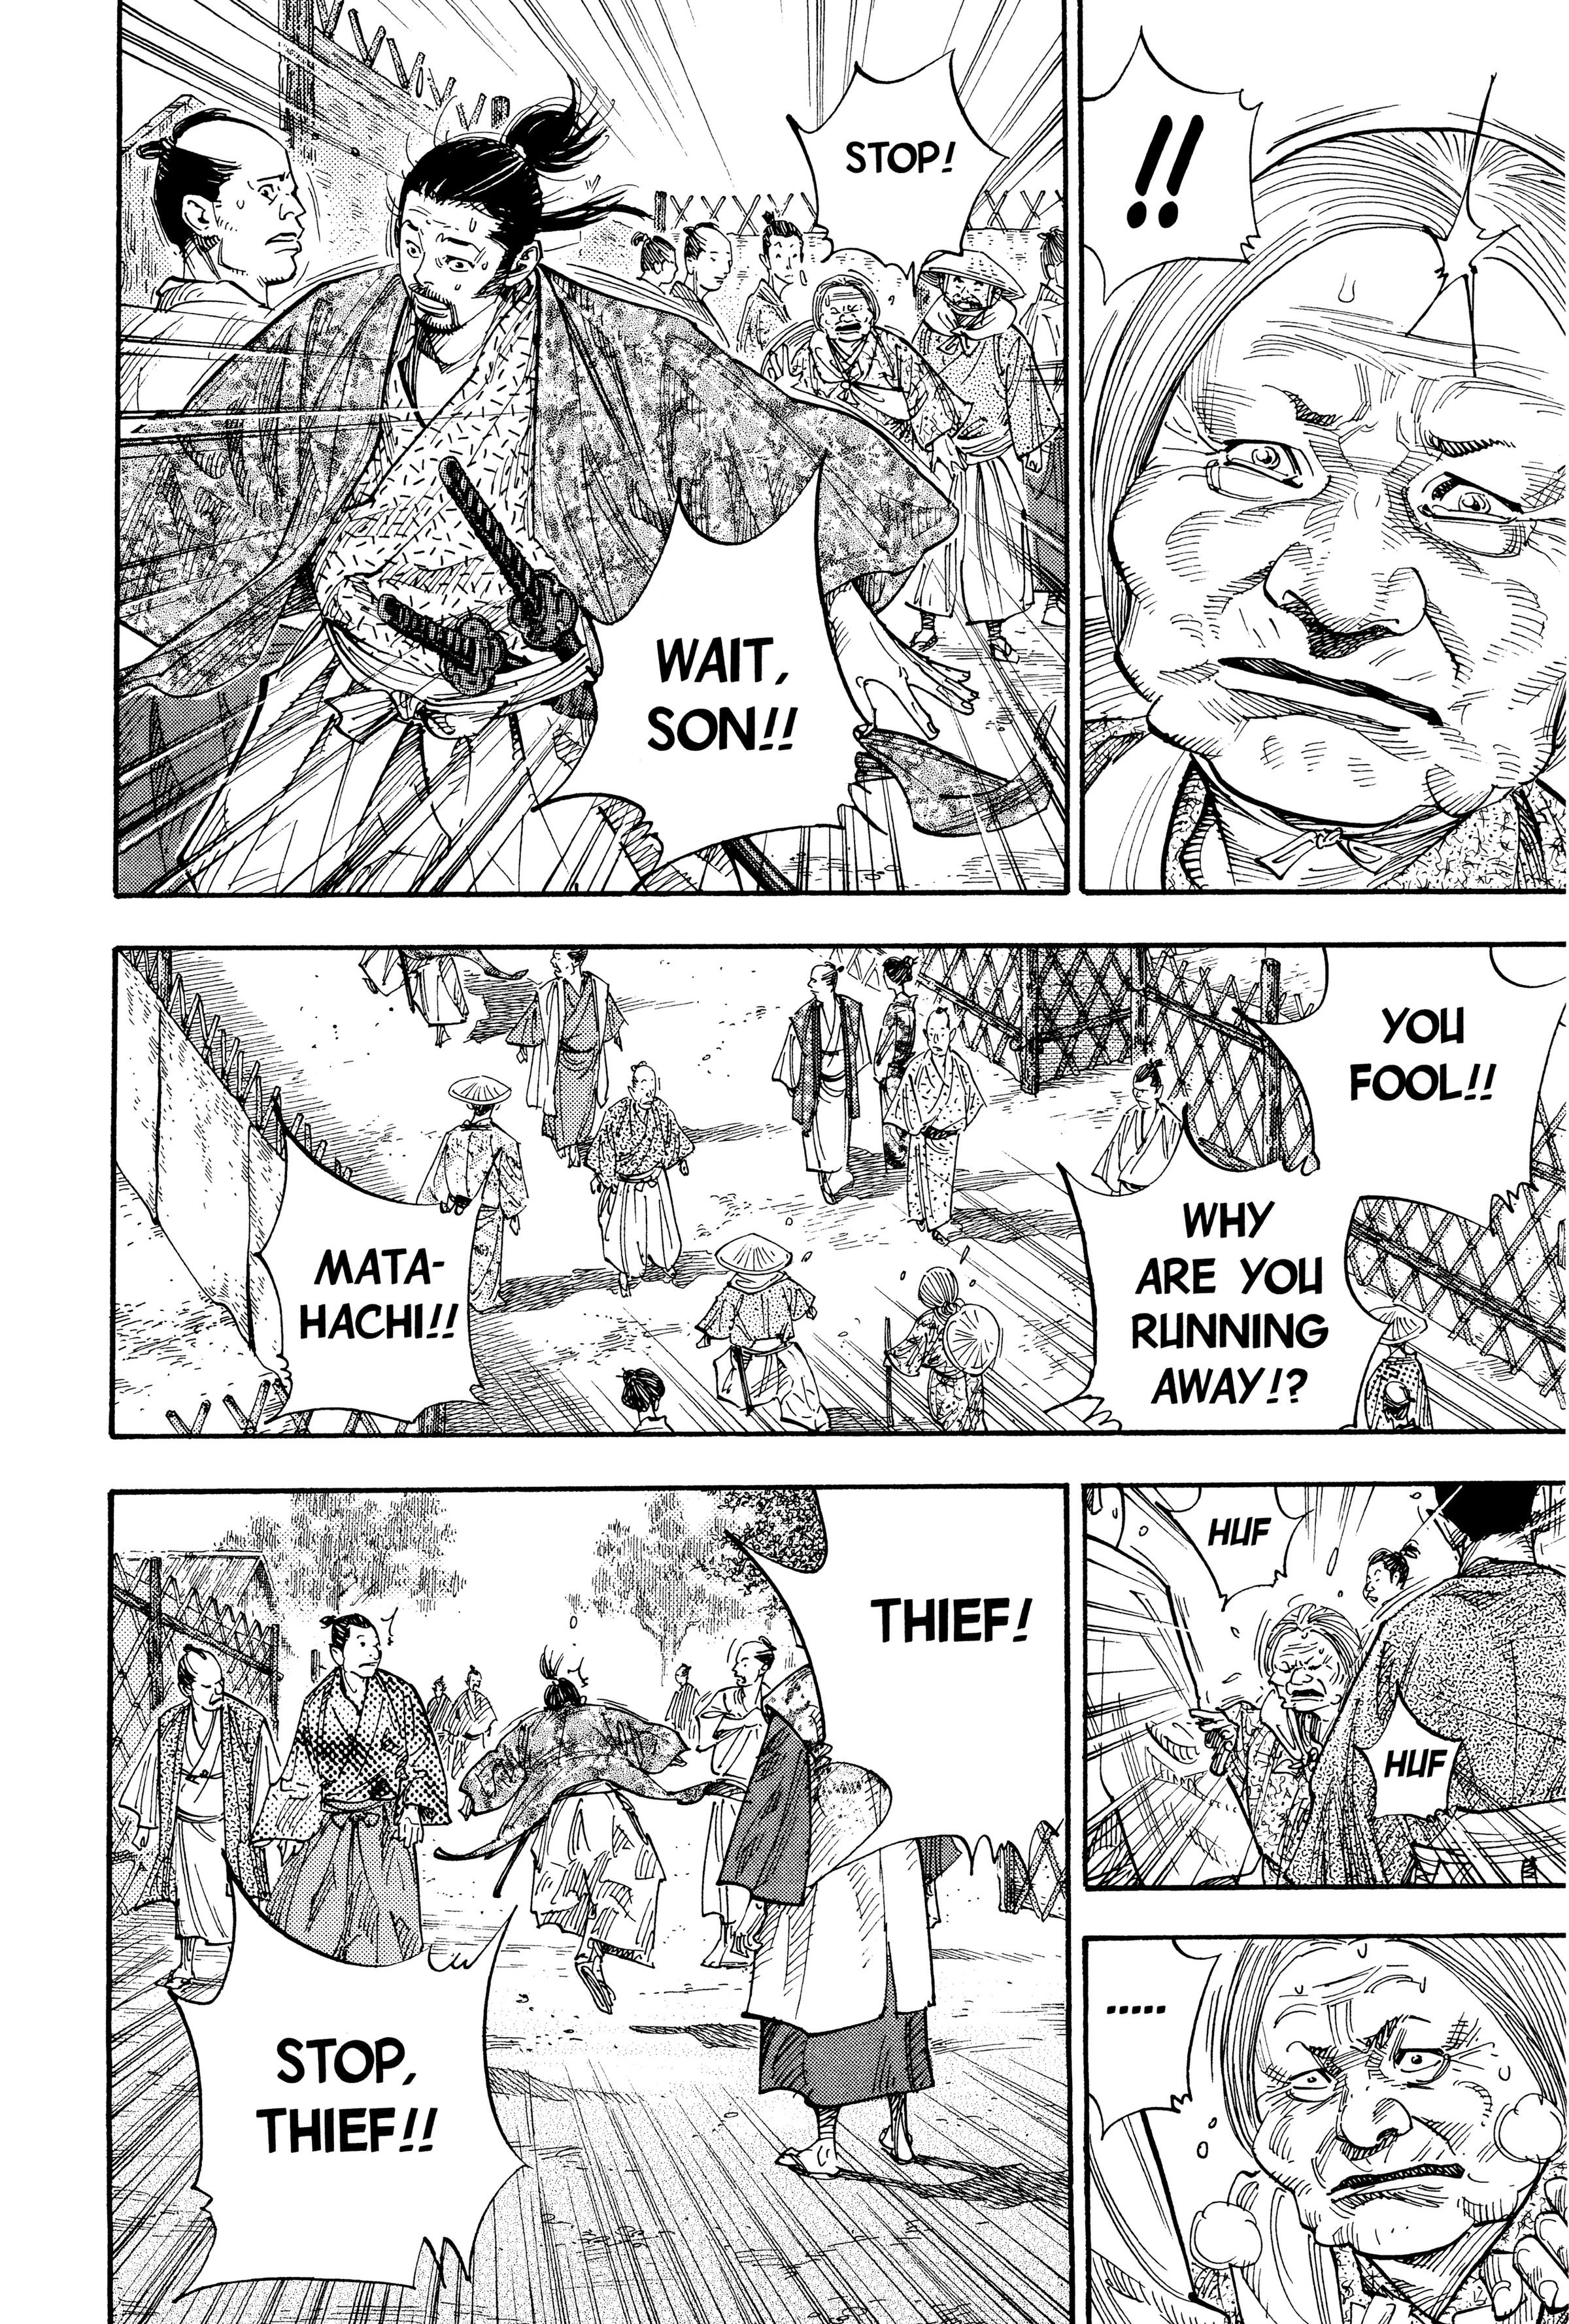 !!
STOP!
WAIT,
SON!!
YOU
FOOL!!
WHY
ARE YOU
RUNNING
AWAY!?
MATA-
HACHI!!
HUF
HUF
.....
THIEF!
STOP,
THIEF!!